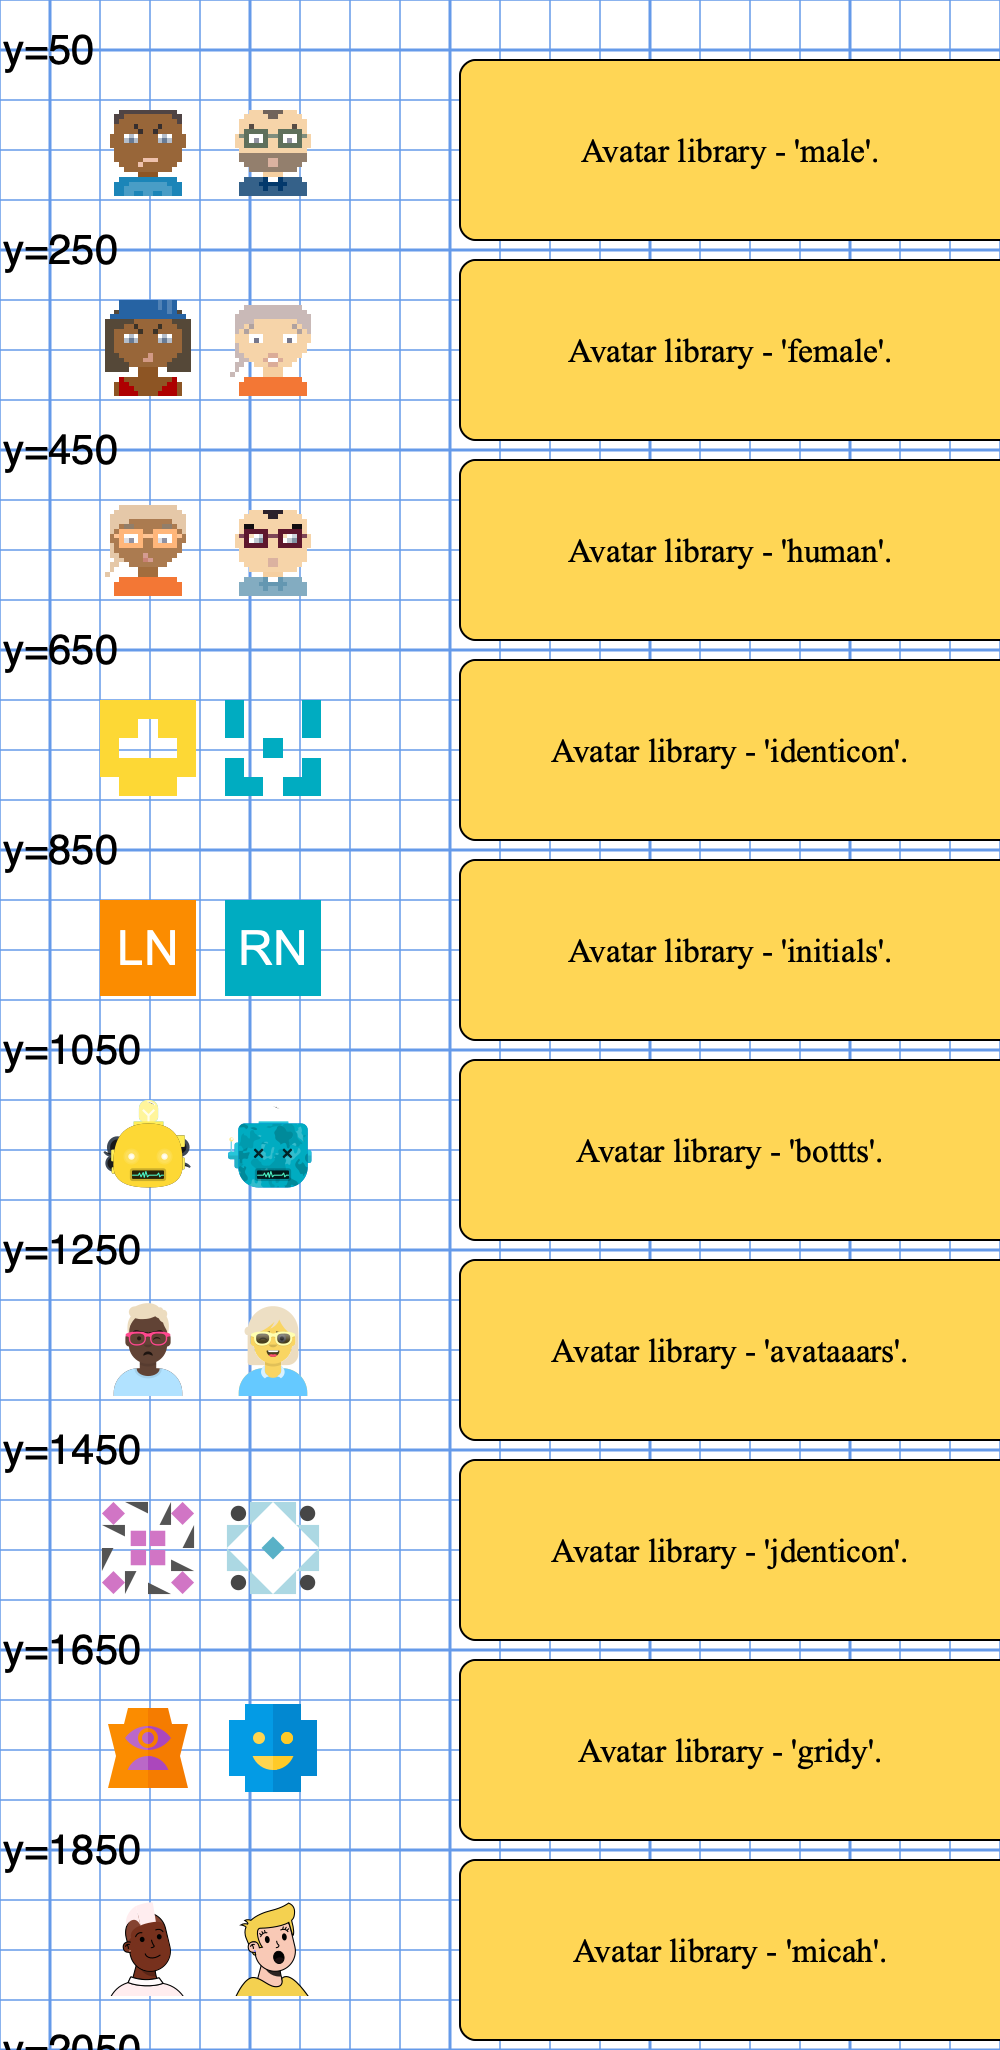 y=50
Avatar library - 'male'.
y=250
Avatar library - 'female'.
y=450
Avatar library - 'human'.
y=650
Avatar library - 'identicon'.
y=850
LN RN
Avatar library - 'initials'.
y=1050
Avatar library - 'bottts'.
y=1250
Avatar library - 'avataaars'.
y=1450
Avatar library - 'jdenticon'.
y=1650
Avatar library - 'gridy'.
y=1850
Avatar library - 'micah'.
y=2050